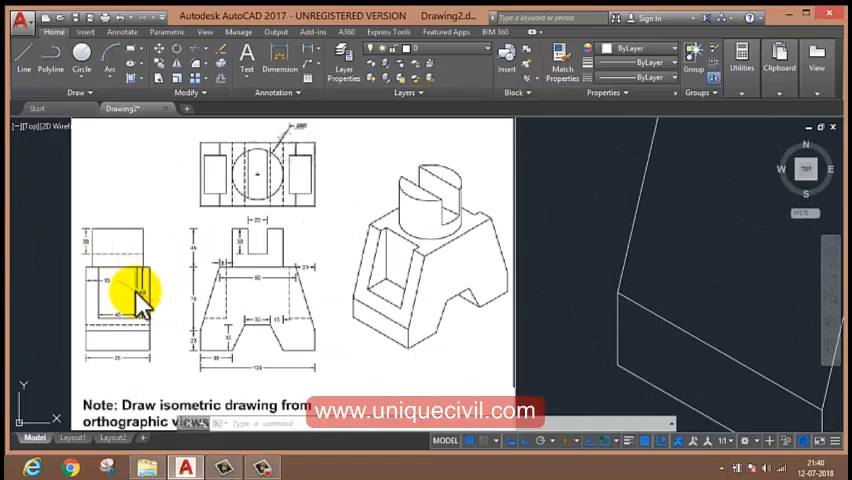 Autodesk AutoCAD 2017 - UNREGISTERED VERSION Drawing2.d...
Type a keyword or phrase
Sign In
Home Insert Annotate Parametric View Manage Output Add-ins A360 Express Tools Featured Apps BIM 360
Line Polyline Circle Arc
Text Dimension
Layer Properties
0
Insert
Match Properties
ByLayer
ByLayer
ByLayer
Group
Utilities
Clipboard
View
Draw
Modify
Annotation
Layers
Block
Properties
Groups
Start
Drawing2*
[−][Top][2D Wiref
N
W
TOP
E
S
WCS
Y
X
Note: Draw isometric drawing from
orthographic views
www.uniquecivil.com
Type a command
Model Layout1 Layout2
MODEL
1:1
21:40
12-07-2018